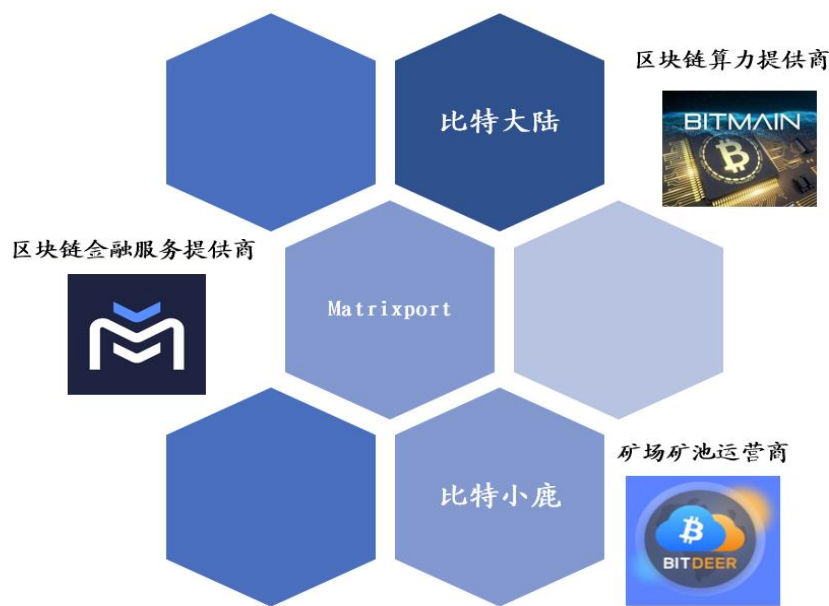 区块链算力提供商
比特大陆
BITMAIN
区块链金融服务提供商
Matrixport
矿场矿池运营商
比特小鹿
BITDEER